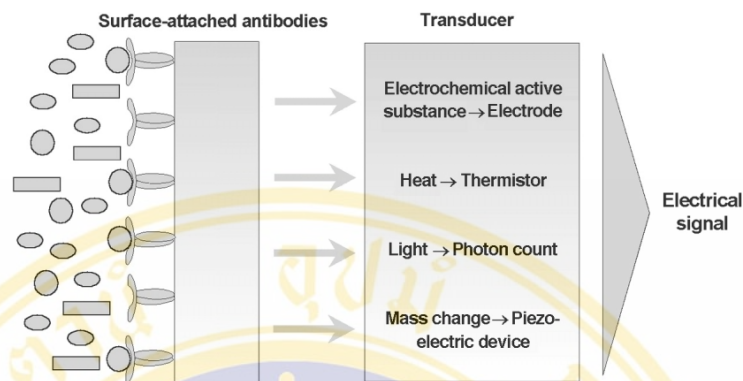 Surface-attached antibodies
Transducer
Electrochemical active
substance → Electrode
Heat → Thermistor
Light → Photon count
Mass change → Piezo-
electric device
Electrical
signal